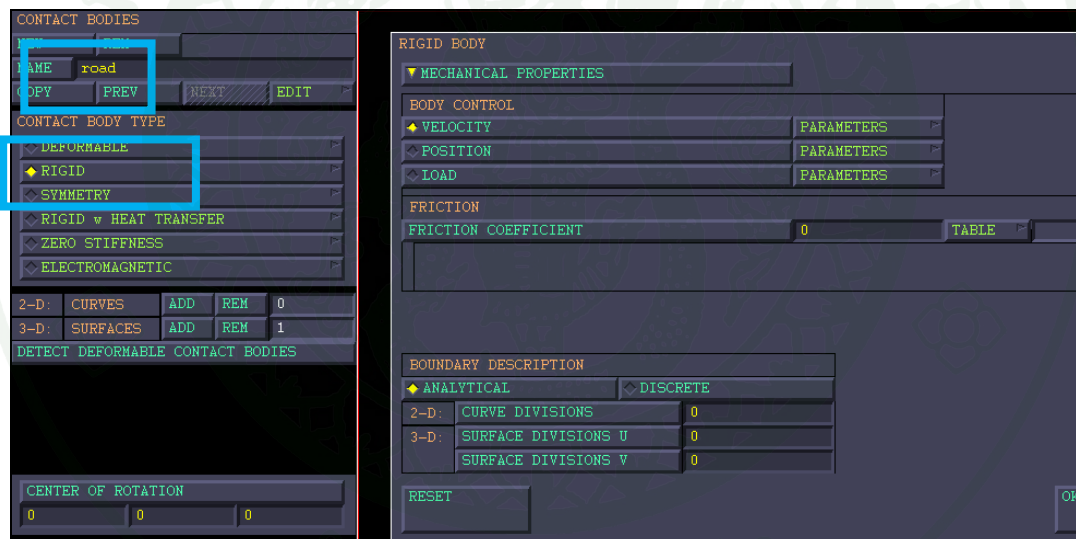 CONTACT BODIES
NAME road
COPY PREV NEXT EDIT
CONTACT BODY TYPE
DEFORMABLE
RIGID
SYMMETRY
RIGID w HEAT TRANSFER
ZERO STIFFNESS
ELECTROMAGNETIC
2-D: CURVES ADD REM 0
3-D: SURFACES ADD REM 1
DETECT DEFORMABLE CONTACT BODIES
CENTER OF ROTATION
0 0 0
RIGID BODY
MECHANICAL PROPERTIES
BODY CONTROL
VELOCITY PARAMETERS
POSITION PARAMETERS
LOAD PARAMETERS
FRICTION
FRICTION COEFFICIENT 0 TABLE
BOUNDARY DESCRIPTION
ANALYTICAL DISCRETE
2-D: CURVE DIVISIONS 0
3-D: SURFACE DIVISIONS U 0
SURFACE DIVISIONS V 0
RESET OK